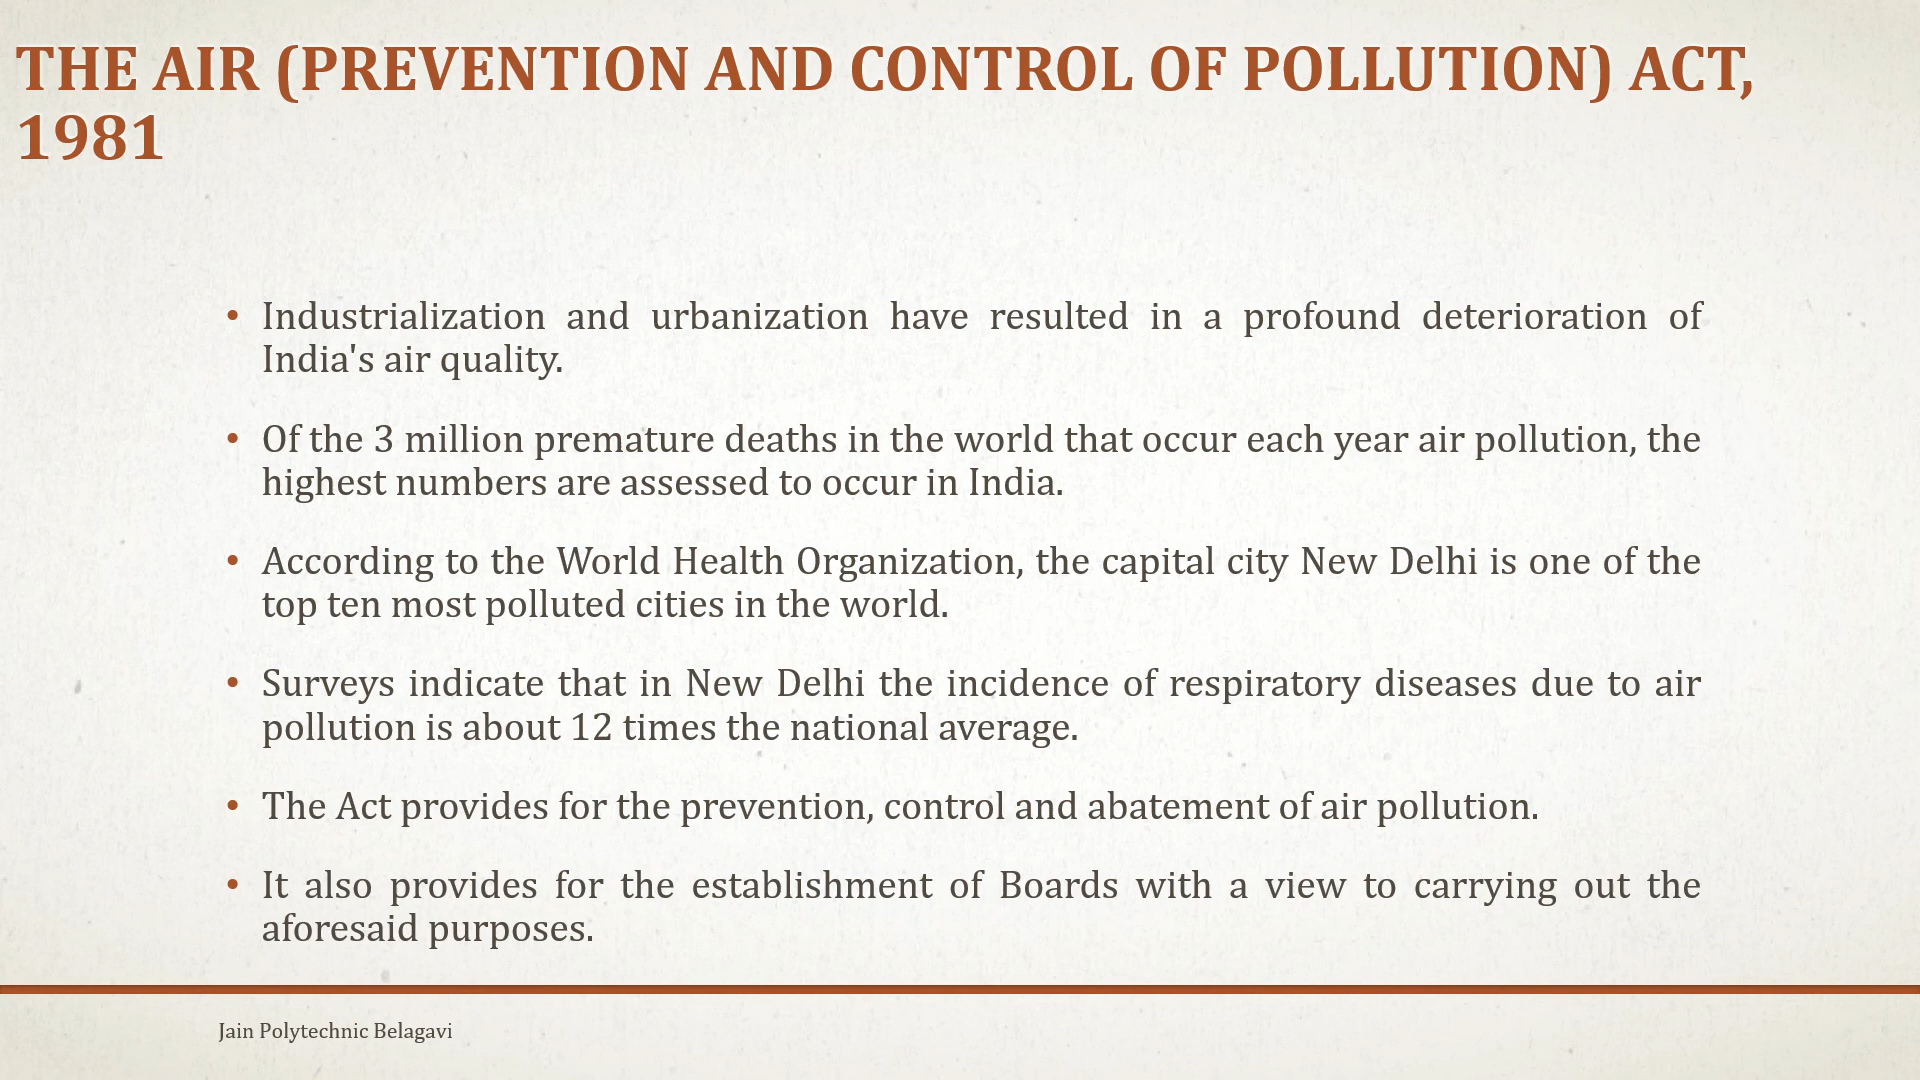 THE AIR (PREVENTION AND CONTROL OF POLLUTION) ACT,
1981
• Industrialization and urbanization have resulted in a profound deterioration of
India's air quality.
• Of the 3 million premature deaths in the world that occur each year air pollution, the
highest numbers are assessed to occur in India.
• According to the World Health Organization, the capital city New Delhi is one of the
top ten most polluted cities in the world.
• Surveys indicate that in New Delhi the incidence of respiratory diseases due to air
pollution is about 12 times the national average.
• The Act provides for the prevention, control and abatement of air pollution.
• It also provides for the establishment of Boards with a view to carrying out the
aforesaid purposes.
Jain Polytechnic Belagavi